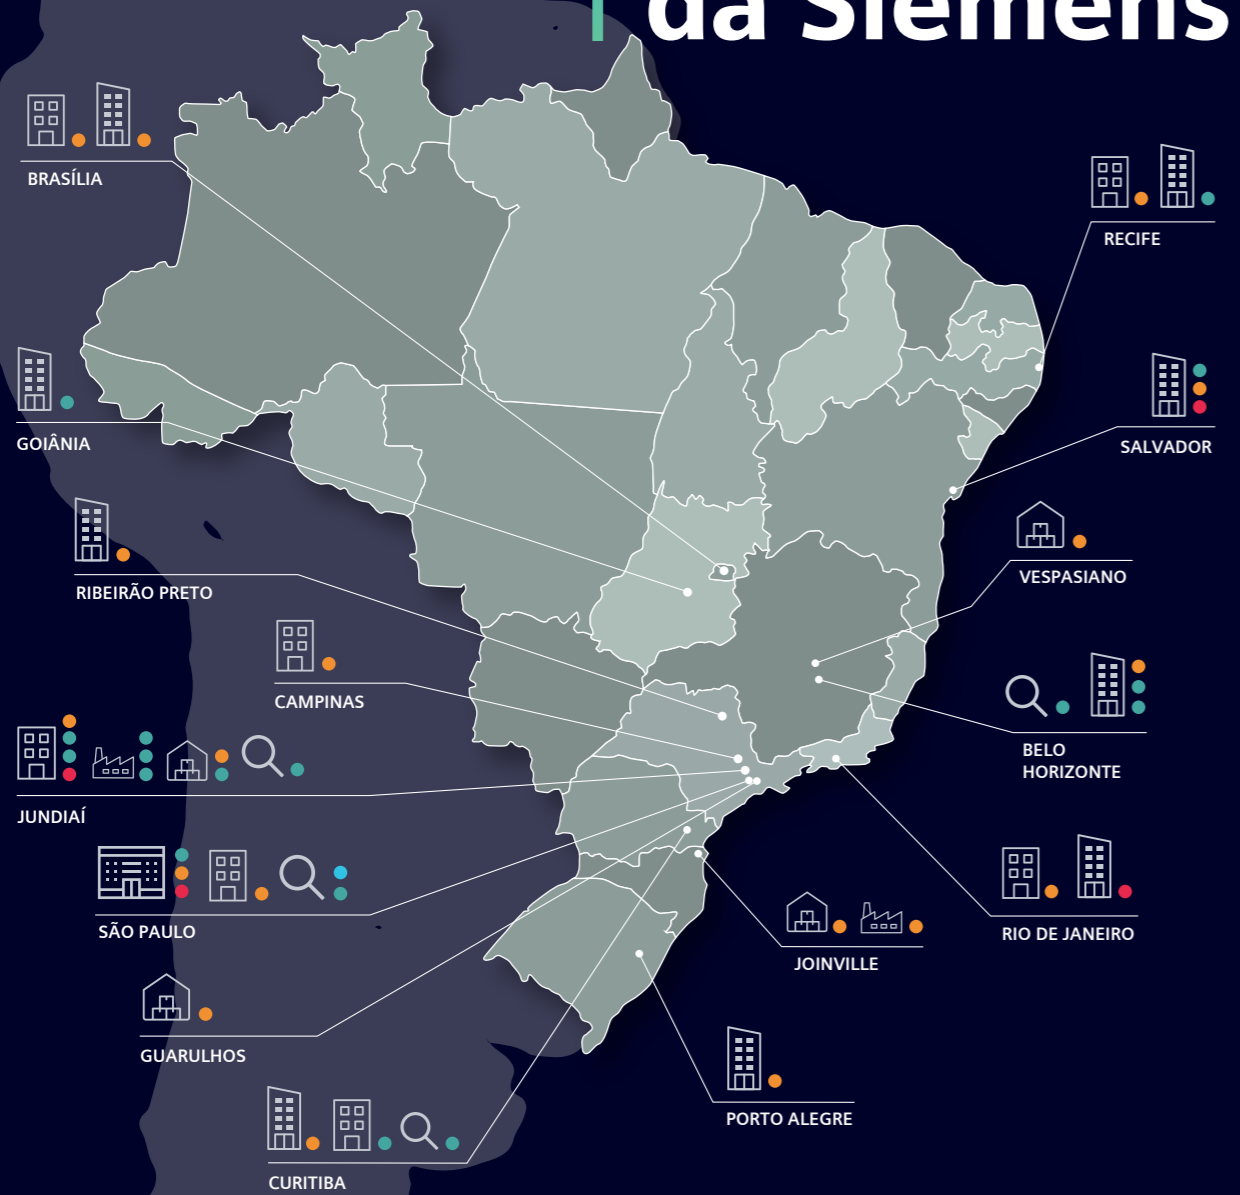 da Siemens
BRASÍLIA
RECIFE
GOIÂNIA
SALVADOR
RIBEIRÃO PRETO
VESPASIANO
CAMPINAS
BELO
HORIZONTE
JUNDIAÍ
SÃO PAULO
RIO DE JANEIRO
JOINVILLE
GUARULHOS
PORTO ALEGRE
CURITIBA